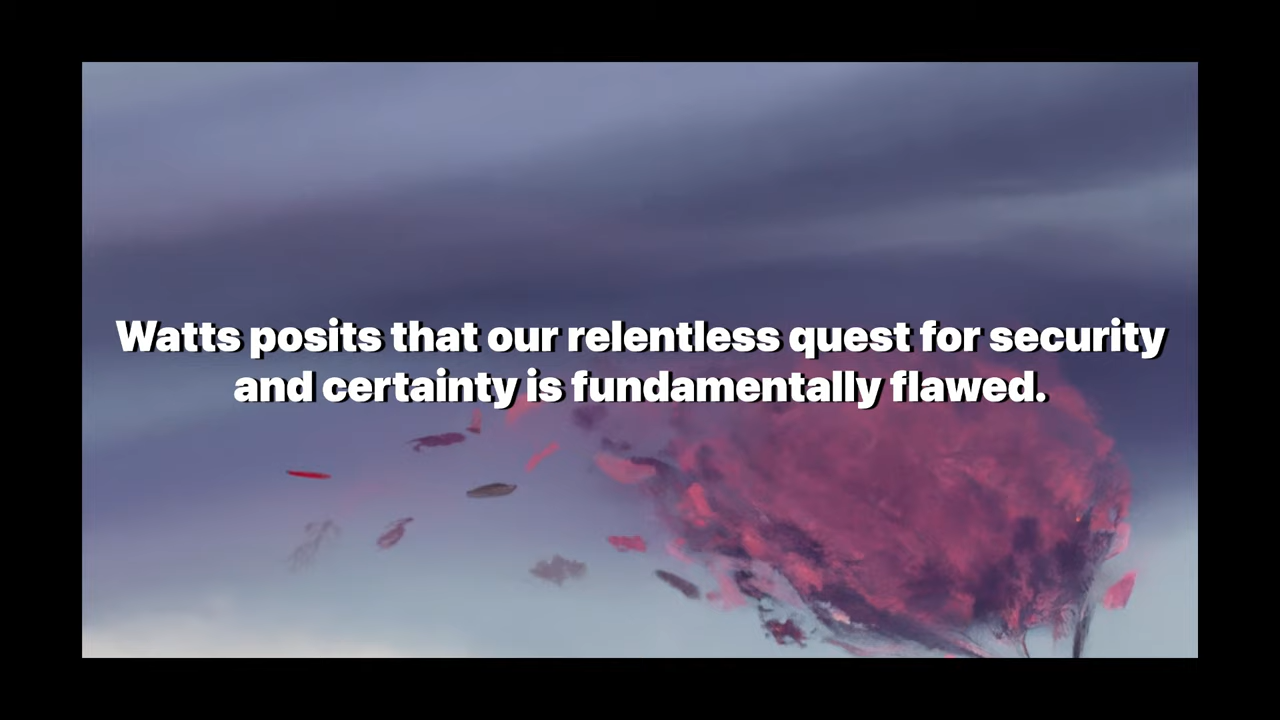 Watts posits that our relentless quest for security
and certainty is fundamentally flawed.